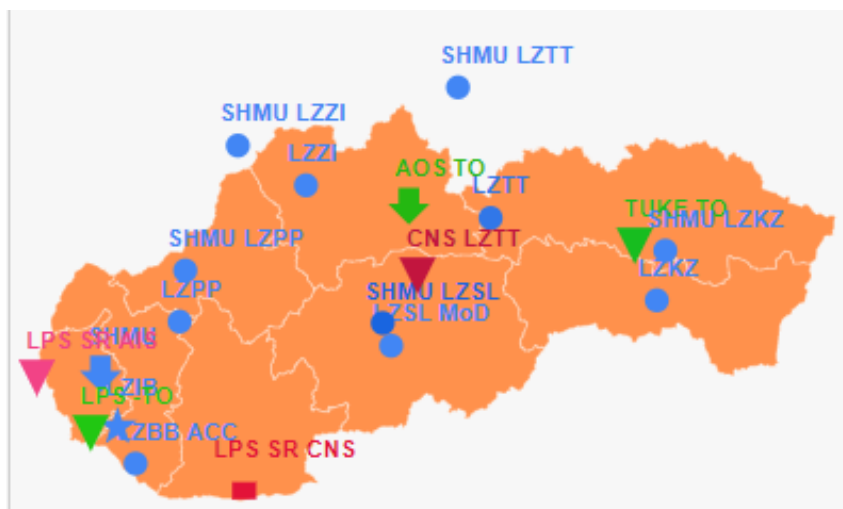 SHMU LZTT
SHMU LZZI
LZZI
AOS TO
LZTT
TUKE TO
SHMU LZKZ
CNS LZTT
SHMU LZPP
LZKZ
LZPP
SHMU LZSL
LZSL MoD
SHMU
LPS SR AIS
LZIB
LPS -TO
LZBB ACC
LPS SR CNS